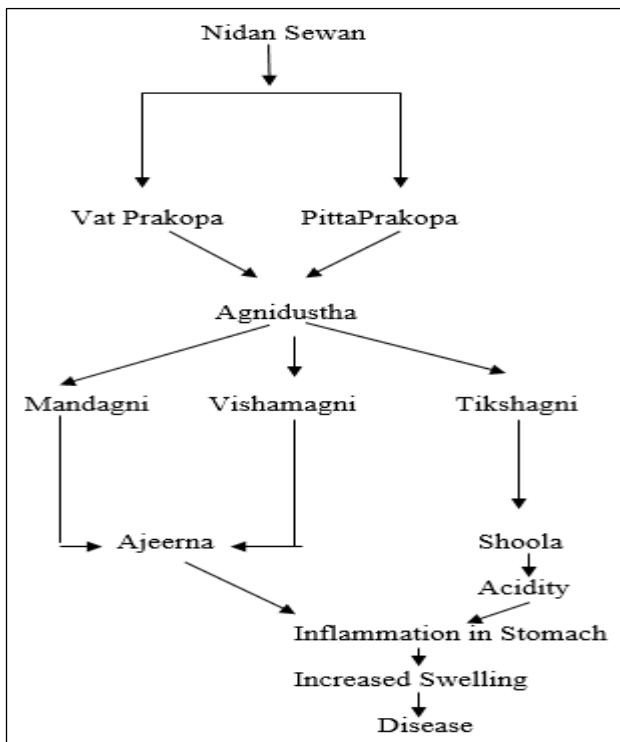 Nidan Sewan
Vat Prakopa PittaPrakopa
Agnidustha
Mandagni Vishamagni Tikshagni
Ajeerna Shoola
Acidity
Inflammation in Stomach
Increased Swelling
Disease